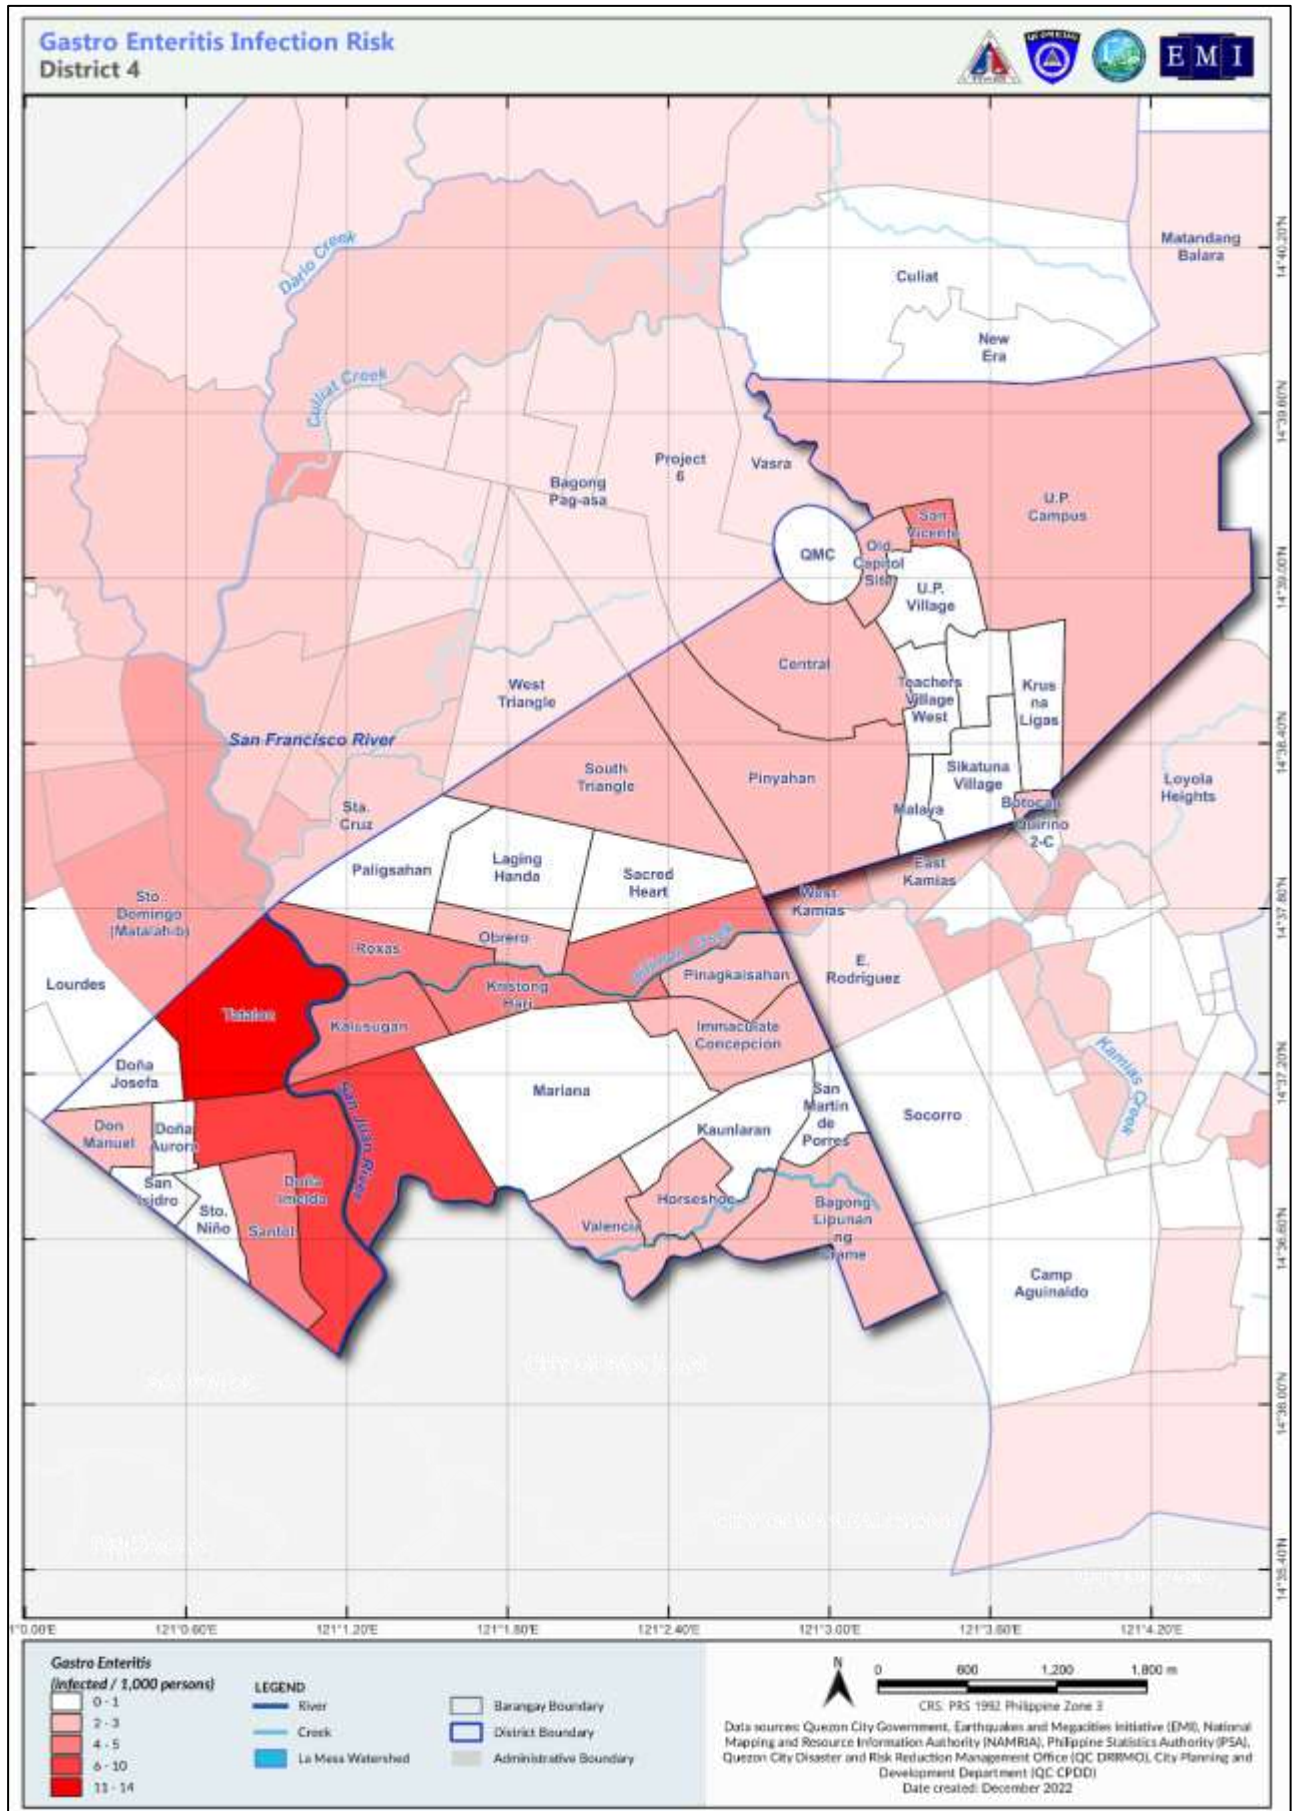 Gastro Enteritis Infection Risk
District 4
E M I
Matandang
Balara
Dario Creek
Culiat
New
Era
Culliat Creek
Project
6
Vasra
Bagong
Pag-asa
U.P.
Campus
San
Vicente
QMC
Old
Capitol
Site
U.P.
Village
Central
Teachers
Village
West
Krus
na
Ligas
West
Triangle
San Francisco River
South
Triangle
Pinyahan
Sikatuna
Village
Loyola
Heights
Malaya
Botocan
Quirino
2-C
Sta.
Cruz
Paligsahan
Laging
Handa
Sacred
Heart
East
Kamias
West
Kamias
Sto.
Domingo
(Matalahib)
Roxas
Obrero
E.
Rodriguez
Pinagkaisahan
Lourdes
Kristong
Hari
Tatalon
Kalusugan
Immaculate
Concepcion
Kamias Creek
Doña
Josefa
Mariana
San
Martin
de
Porres
Socorro
Don
Manuel
Doña
Aurora
San Juan River
Kaunlaran
San
Isidro
Doña
Imelda
Horseshoe
Bagong
Lipunan
ng
Crame
Sto.
Niño
Santol
Valencia
Camp
Aguinaldo
14°40.20'N
14°39.60'N
14°39.00'N
14°38.40'N
14°37.80'N
14°37.20'N
14°36.60'N
14°36.00'N
14°35.40'N
1°0.00'E 121°0.60'E 121°1.20'E 121°1.80'E 121°2.40'E 121°3.00'E 121°3.60'E 121°4.20'E
Gastro Enteritis
(infected / 1,000 persons)
0 - 1
2 - 3
4 - 5
6 - 10
11 - 14
LEGEND
River
Creek
La Mesa Watershed
Barangay Boundary
District Boundary
Administrative Boundary
N
0 600 1,200 1,800 m
CRS: PRS 1992 Philippine Zone 3
Data sources: Quezon City Government, Earthquakes and Megacities Initiative (EMI), National
Mapping and Resource Information Authority (NAMRIA), Philippine Statistics Authority (PSA),
Quezon City Disaster and Risk Reduction Management Office (QC DRRMO), City Planning and
Development Department (QC CPDD)
Date created: December 2022